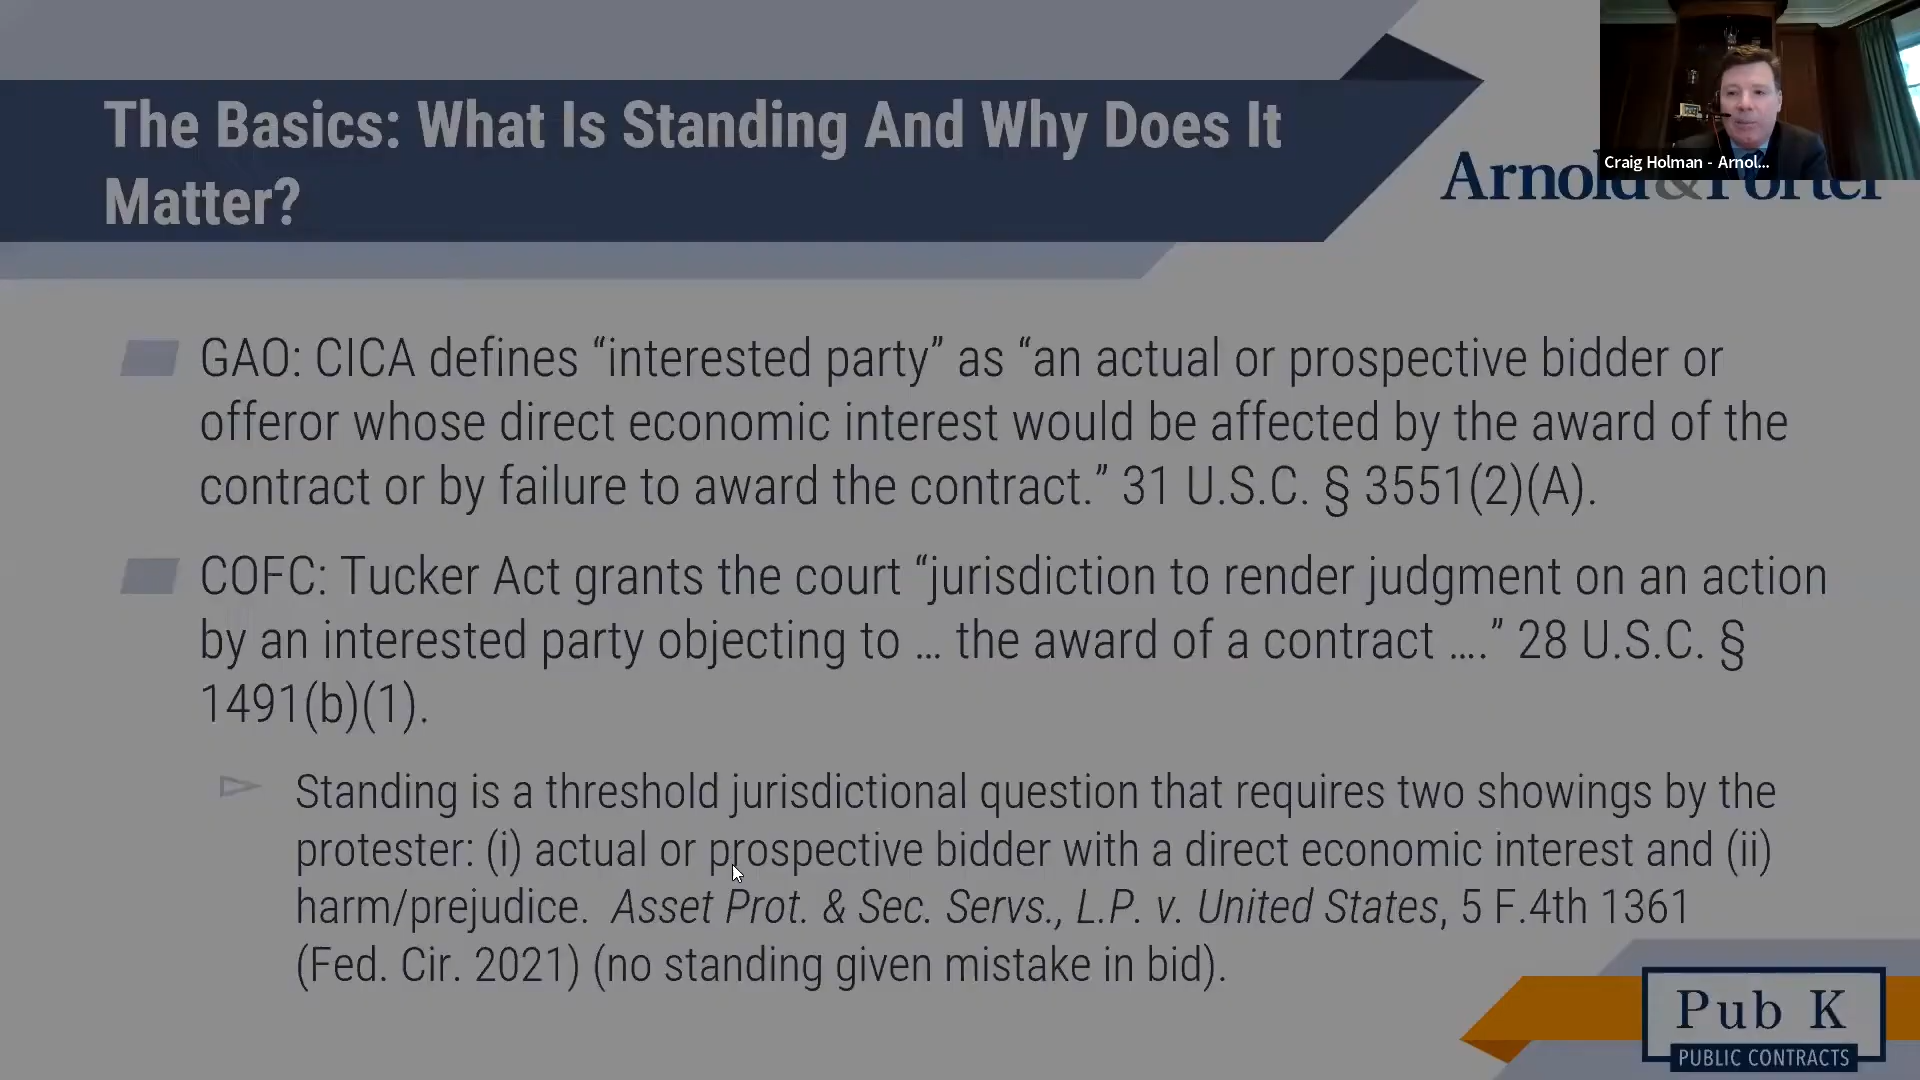 The Basics: What Is Standing And Why Does It
Matter?
Craig Holman - Arnol...
Arnold & Porter
GAO: CICA defines “interested party” as “an actual or prospective bidder or
offeror whose direct economic interest would be affected by the award of the
contract or by failure to award the contract.” 31 U.S.C. § 3551(2)(A).
COFC: Tucker Act grants the court “jurisdiction to render judgment on an action
by an interested party objecting to ... the award of a contract ....” 28 U.S.C. §
1491(b)(1).
Standing is a threshold jurisdictional question that requires two showings by the
protester: (i) actual or prospective bidder with a direct economic interest and (ii)
harm/prejudice. Asset Prot. & Sec. Servs., L.P. v. United States, 5 F.4th 1361
(Fed. Cir. 2021) (no standing given mistake in bid).
Pub K
PUBLIC CONTRACTS